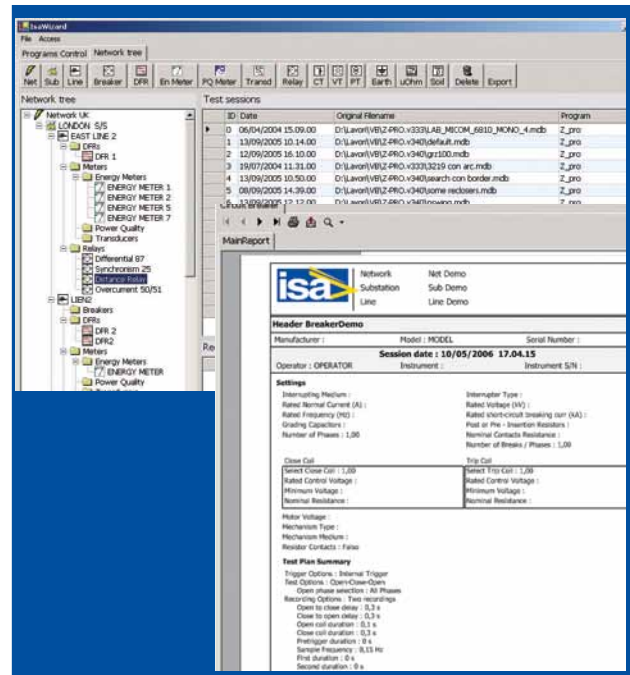 IsaWizard
File Access
Programs Control Network tree
Net Sub Line Breaker DFR En Meter PQ Meter Transd Relay CT VT PT Earth uOhm Soil Delete Export
Network tree
Network UK
LONDON S/S
EAST LINE 2
DFRs
DFR 1
Meters
Energy Meters
ENERGY METER 1
ENERGY METER 2
ENERGY METER 5
ENERGY METER 7
Power Quality
Transducers
Relays
Differential 87
Synchronism 25
Distance Relay
Overcurrent 50/51
LIEN2
Breakers
DFRs
DFR 2
DFR2
Meters
Energy Meters
ENERGY METER
Power Quality
Test sessions
ID Date Original Filename Program
0 06/04/2004 15.09.00 D:\Lavori\VB\Z-PRO.v333\LAB_MICOM_6810_MONO_4.mdb Z_pro
1 13/09/2005 10.14.00 D:\Lavori\VB\Z-PRO.v340\default.mdb Z_pro
2 12/09/2005 16.10.00 D:\Lavori\VB\Z-PRO.v340\grz100.mdb Z_pro
3 19/07/2004 11.31.00 D:\Lavori\VB\Z-PRO.v333\3219 con arc.mdb Z_pro
4 13/09/2005 10.50.00 D:\Lavori\VB\Z-PRO.v340\search con border.mdb Z_pro
5 08/09/2005 14.39.00 D:\Lavori\VB\Z-PRO.v340\some reclosers.mdb Z_pro
Circuit Breaker
MainReport
isa
Network Net Demo
Substation Sub Demo
Line Line Demo
Header BreakerDemo
Manufacturer : Model : MODEL Serial Number :
Session date : 10/05/2006 17.04.15
Operator : OPERATOR Instrument : Instrument S/N :
Settings
Interrupting Medium : Interrupter Type :
Rated Normal Current (A) : Rated Voltage (kV) :
Rated Frequency (Hz) : Rated short-circuit breaking curr (kA) :
Grading Capacitors : Post or Pre - Insertion Resistors :
Number of Phases : 1,00 Nominal Contacts Resistance :
Number of Breaks / Phases : 1,00
Close Coil Trip Coil
Select Close Coil : 1,00 Select Trip Coil : 1,00
Rated Control Voltage : Rated Control Voltage :
Minimum Voltage : Minimum Voltage :
Nominal Resistance : Nominal Resistance :
Motor Voltage :
Mechanism Type :
Mechanism Medium :
Resistor Contacts : Falso
Test Plan Summary
Trigger Options : Internal Trigger
Test Options : Open-Close-Open
Open phase selection : All Phases
Recording Options : Two recordings
Open to close delay : 0,3 s
Close to open delay : 0,3 s
Open coil duration : 0,1 s
Close coil duration : 0,3 s
Pretrigger duration : 0 s
Sample Frequency : 0,15 Hz
First duration : 0 s
Second duration : 0 s